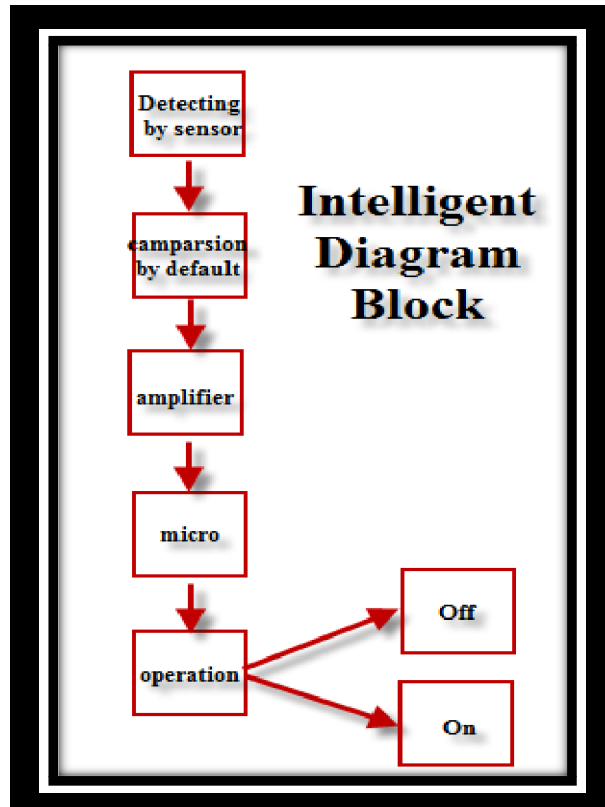 Detecting
by sensor
Intelligent
Diagram
Block
camparsion
by default
amplifier
micro
operation
Off
On